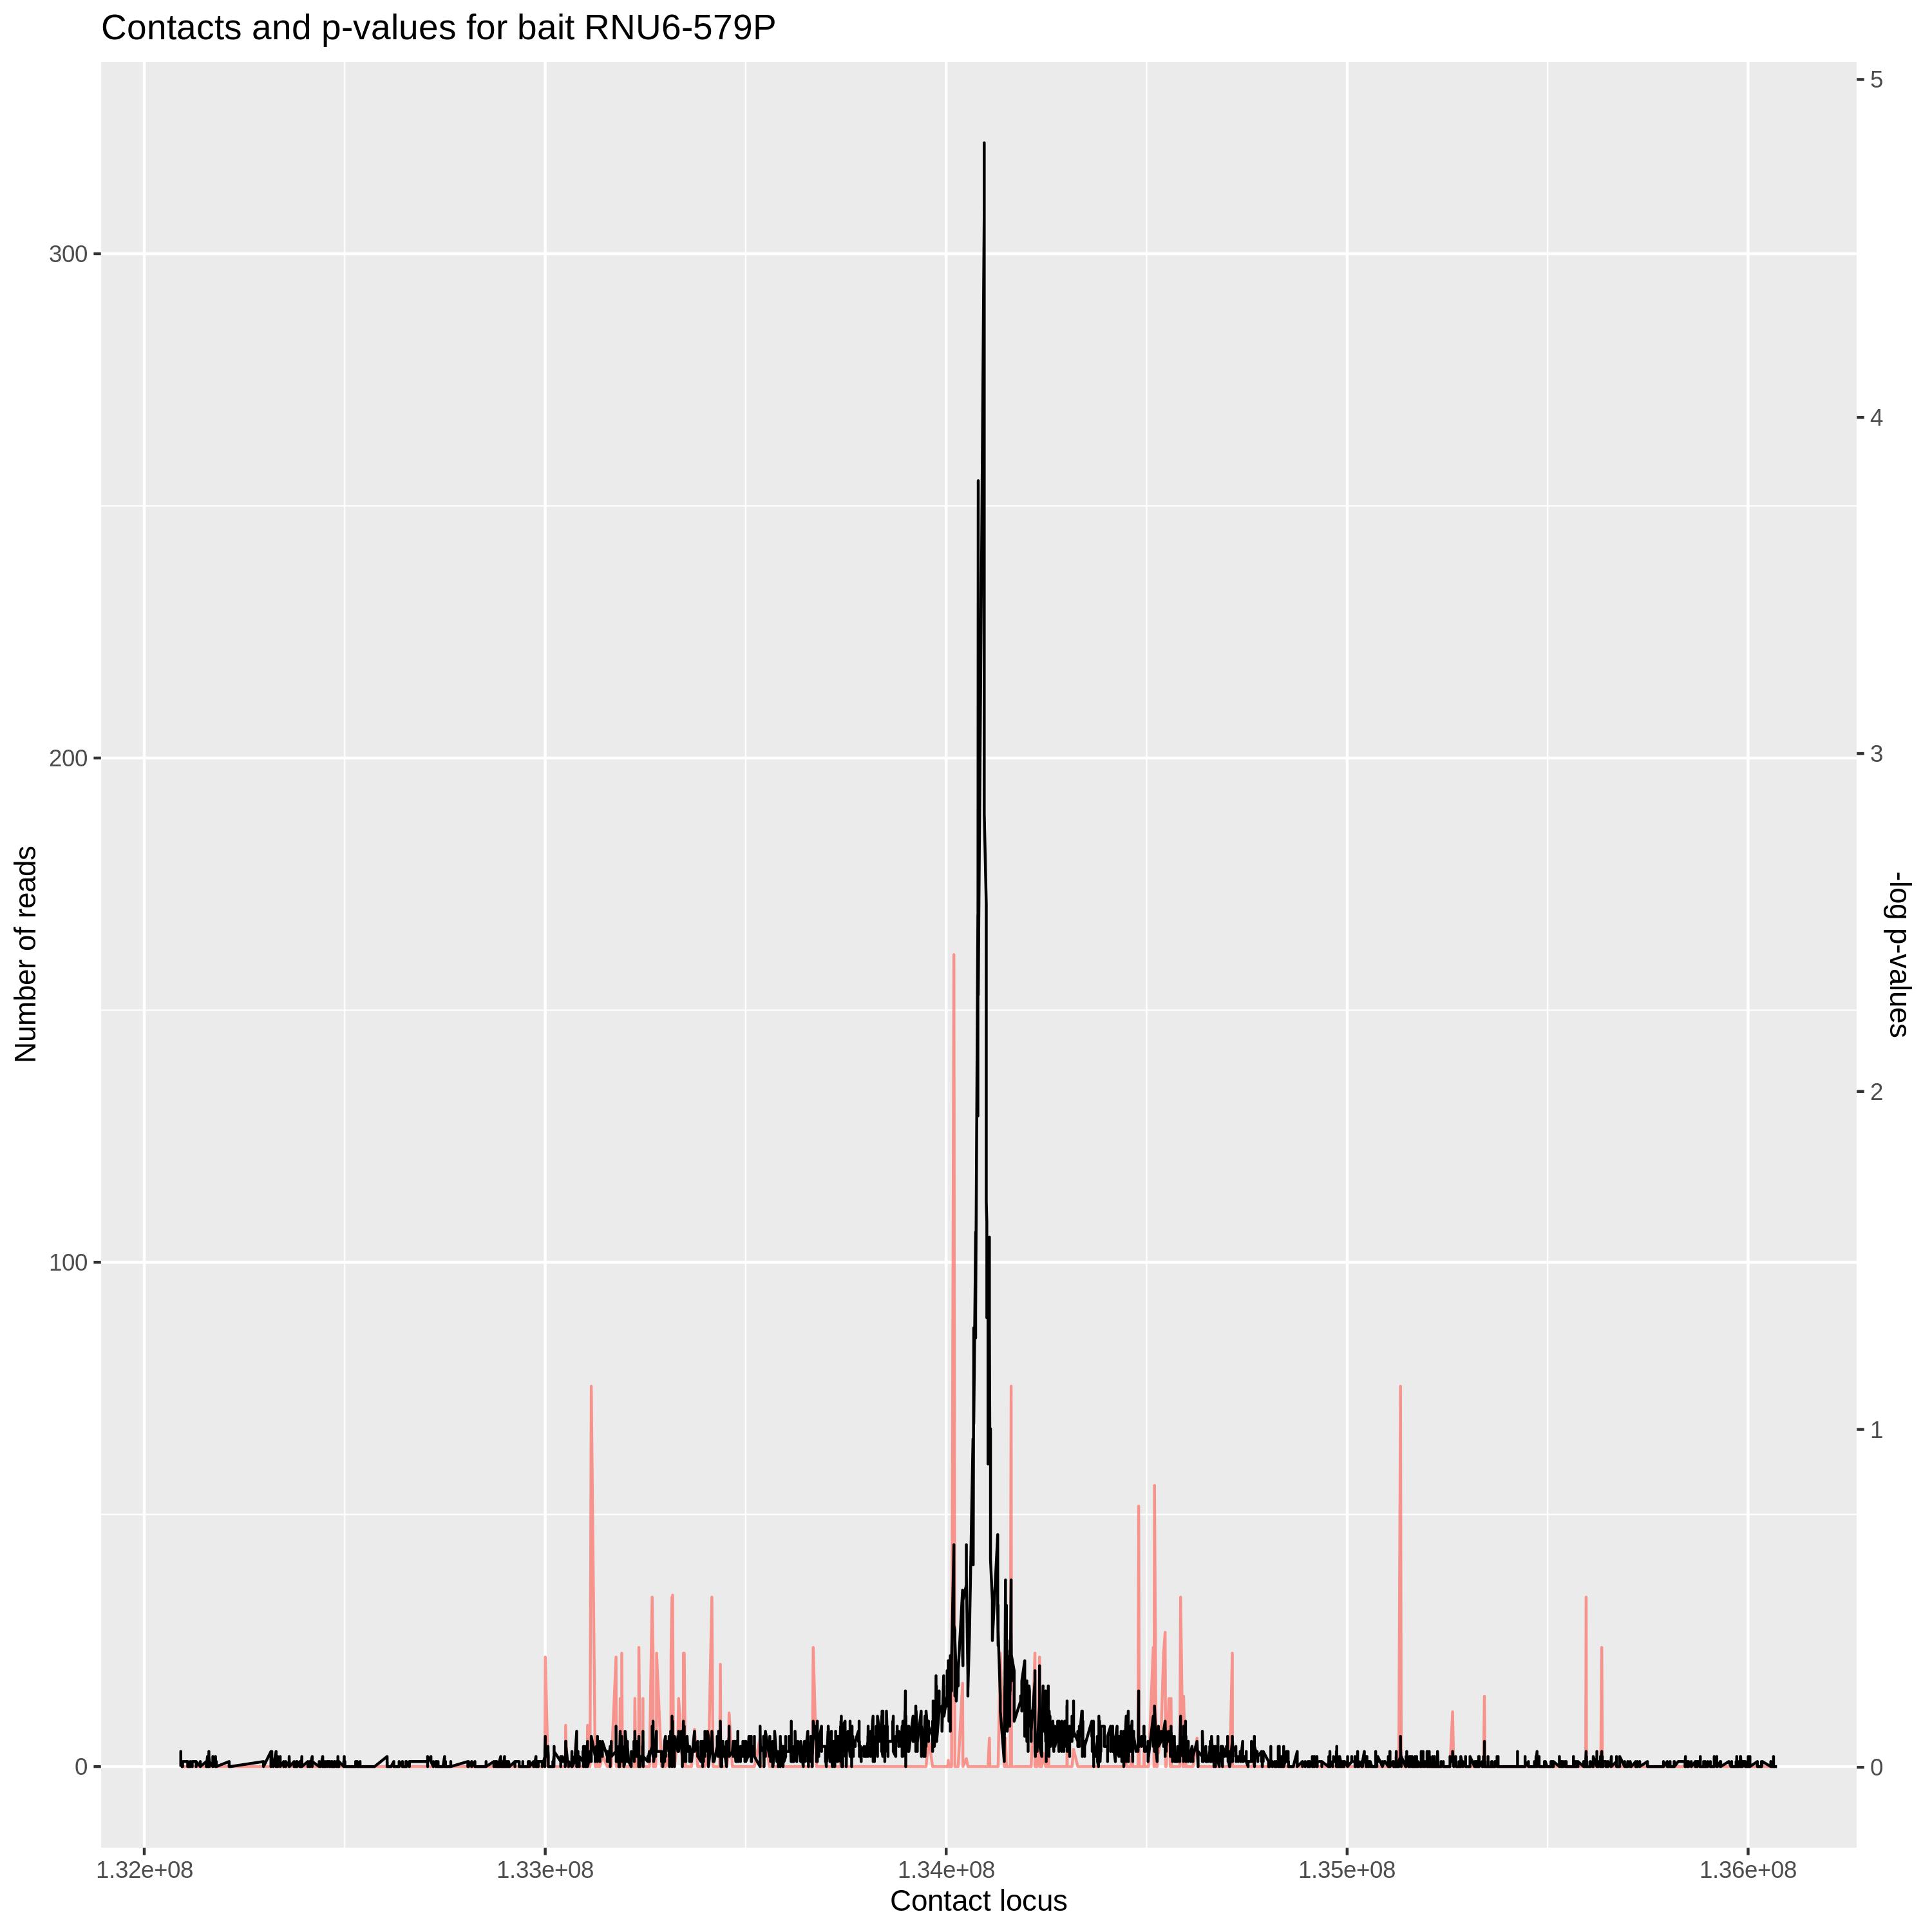 Contacts and p-values for bait RNU6-579P
5
300
4
200
3
Number of reads
-log p-values
2
100
1
0
0
1.32e+08
1.33e+08
1.34e+08
1.35e+08
1.36e+08
Contact locus